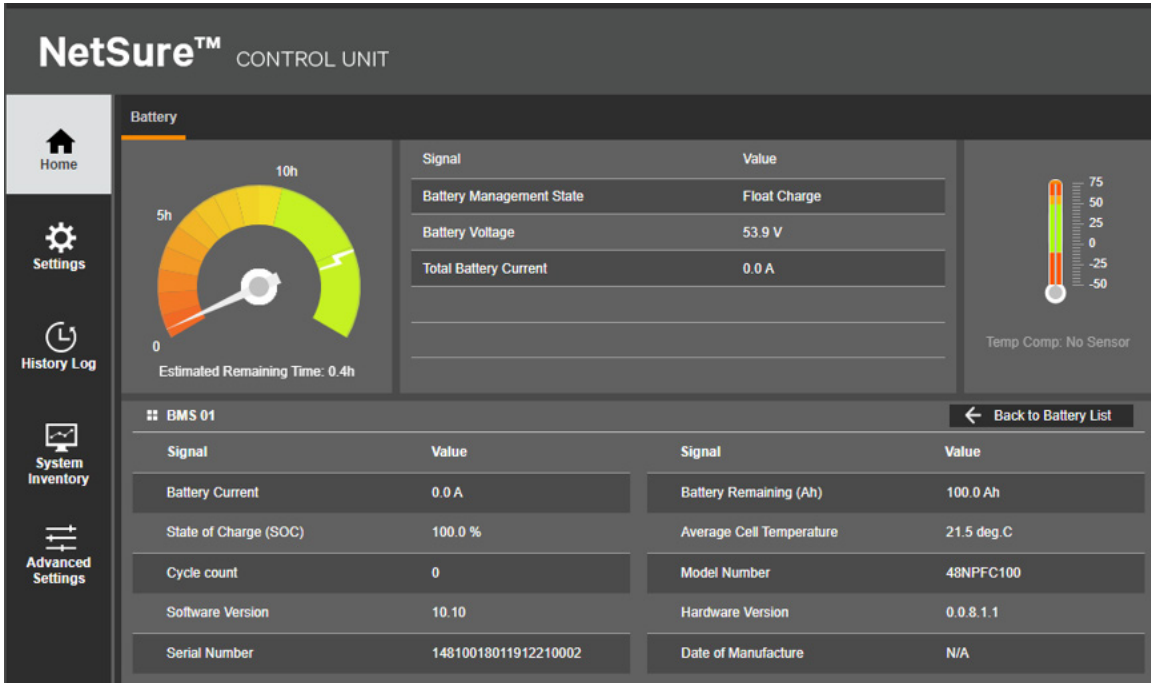 NetSure™ CONTROL UNIT
Home
Settings
History Log
System
Inventory
Advanced
Settings
Battery
10h
5h
0
Estimated Remaining Time: 0.4h
Signal Value
Battery Management State Float Charge
Battery Voltage 53.9 V
Total Battery Current 0.0 A
75
50
25
0
-25
-50
Temp Comp: No Sensor
BMS 01
Back to Battery List
Signal Value Signal Value
Battery Current 0.0 A Battery Remaining (Ah) 100.0 Ah
State of Charge (SOC) 100.0 % Average Cell Temperature 21.5 deg.C
Cycle count 0 Model Number 48NPFC100
Software Version 10.10 Hardware Version 0.0.8.1.1
Serial Number 14810018011912210002 Date of Manufacture N/A